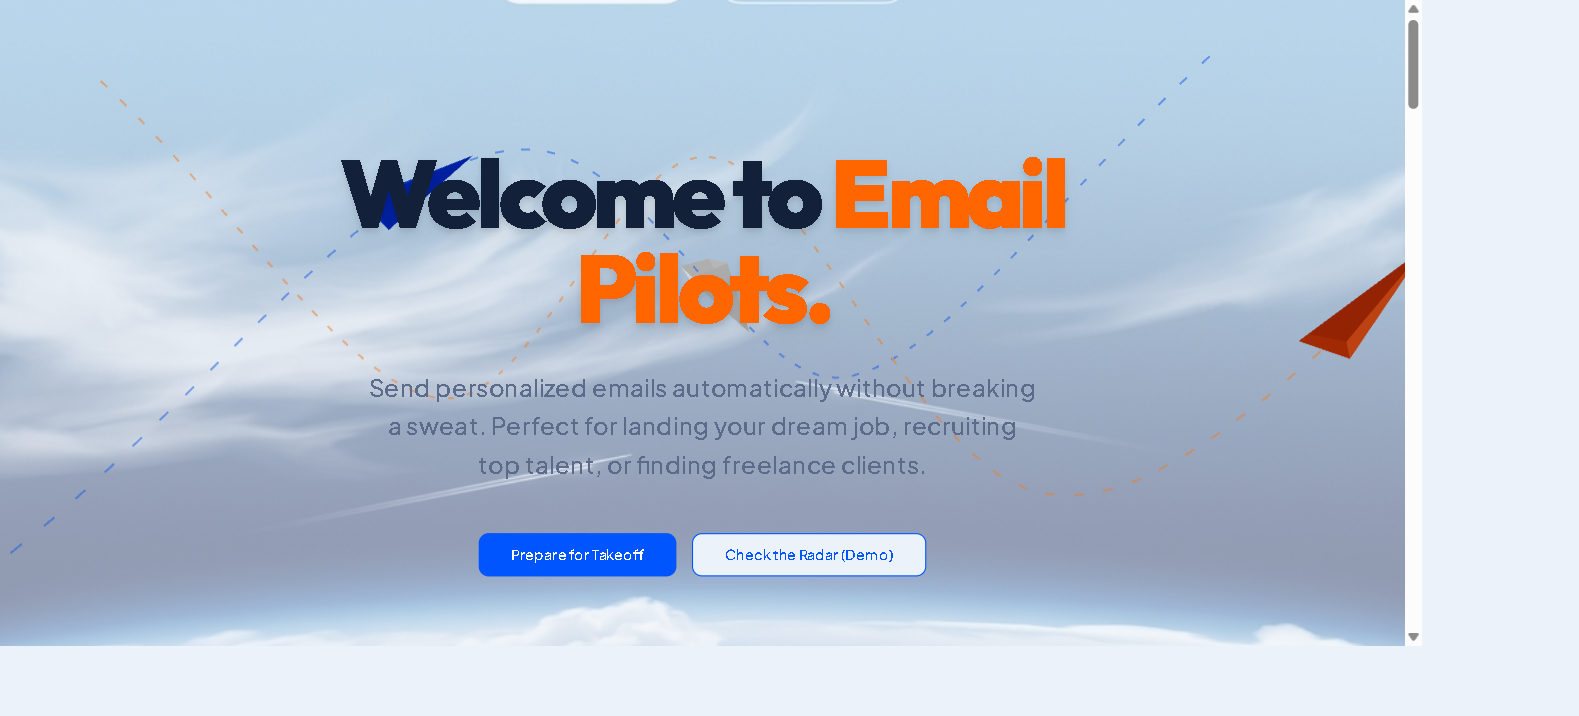 Welcome to Email
Pilots.
Send personalized emails automatically without breaking
a sweat. Perfect for landing your dream job, recruiting
top talent, or finding freelance clients.
Prepare for Takeoff
Check the Radar (Demo)